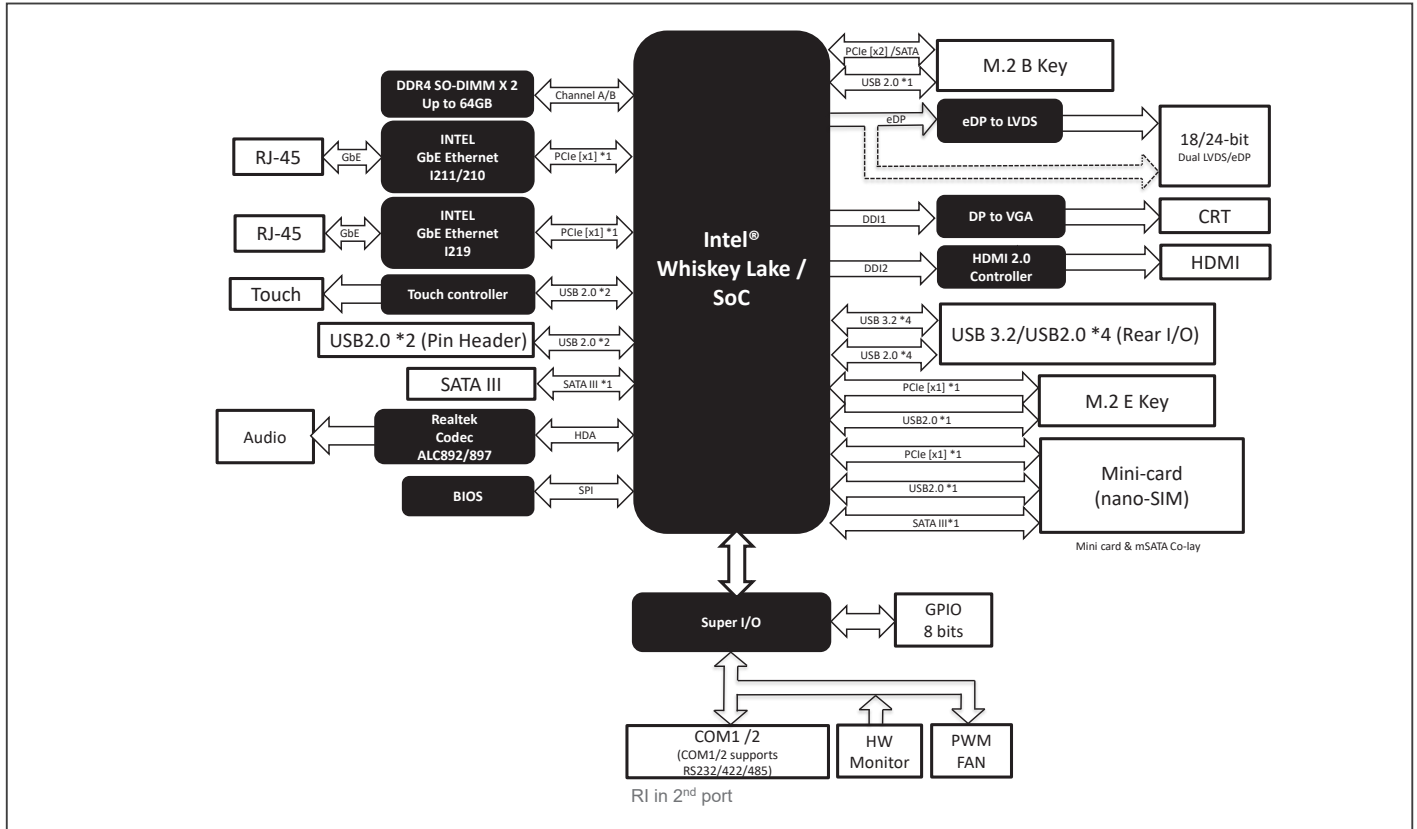 DDR4 SO-DIMM X 2
Up to 64GB
Channel A/B
RJ-45
GbE
INTEL
GbE Ethernet
I211/210
PCIe [x1] *1
RJ-45
GbE
INTEL
GbE Ethernet
I219
PCIe [x1] *1
Touch
Touch controller
USB 2.0 *2
USB2.0 *2 (Pin Header)
USB 2.0 *2
SATA III
SATA III *1
Audio
Realtek
Codec
ALC892/897
HDA
BIOS
SPI
Intel®
Whiskey Lake /
SoC
PCIe [x2] /SATA
USB 2.0 *1
M.2 B Key
eDP
eDP to LVDS
18/24-bit
Dual LVDS/eDP
DDI1
DP to VGA
CRT
DDI2
HDMI 2.0
Controller
HDMI
USB 3.2 *4
USB 2.0 *4
USB 3.2/USB2.0 *4 (Rear I/O)
PCIe [x1] *1
USB2.0 *1
M.2 E Key
PCIe [x1] *1
USB2.0 *1
SATA III*1
Mini-card
(nano-SIM)
Mini card & mSATA Co-lay
Super I/O
GPIO
8 bits
COM1 /2
(COM1/2 supports
RS232/422/485)
HW
Monitor
PWM
FAN
RI in 2nd port